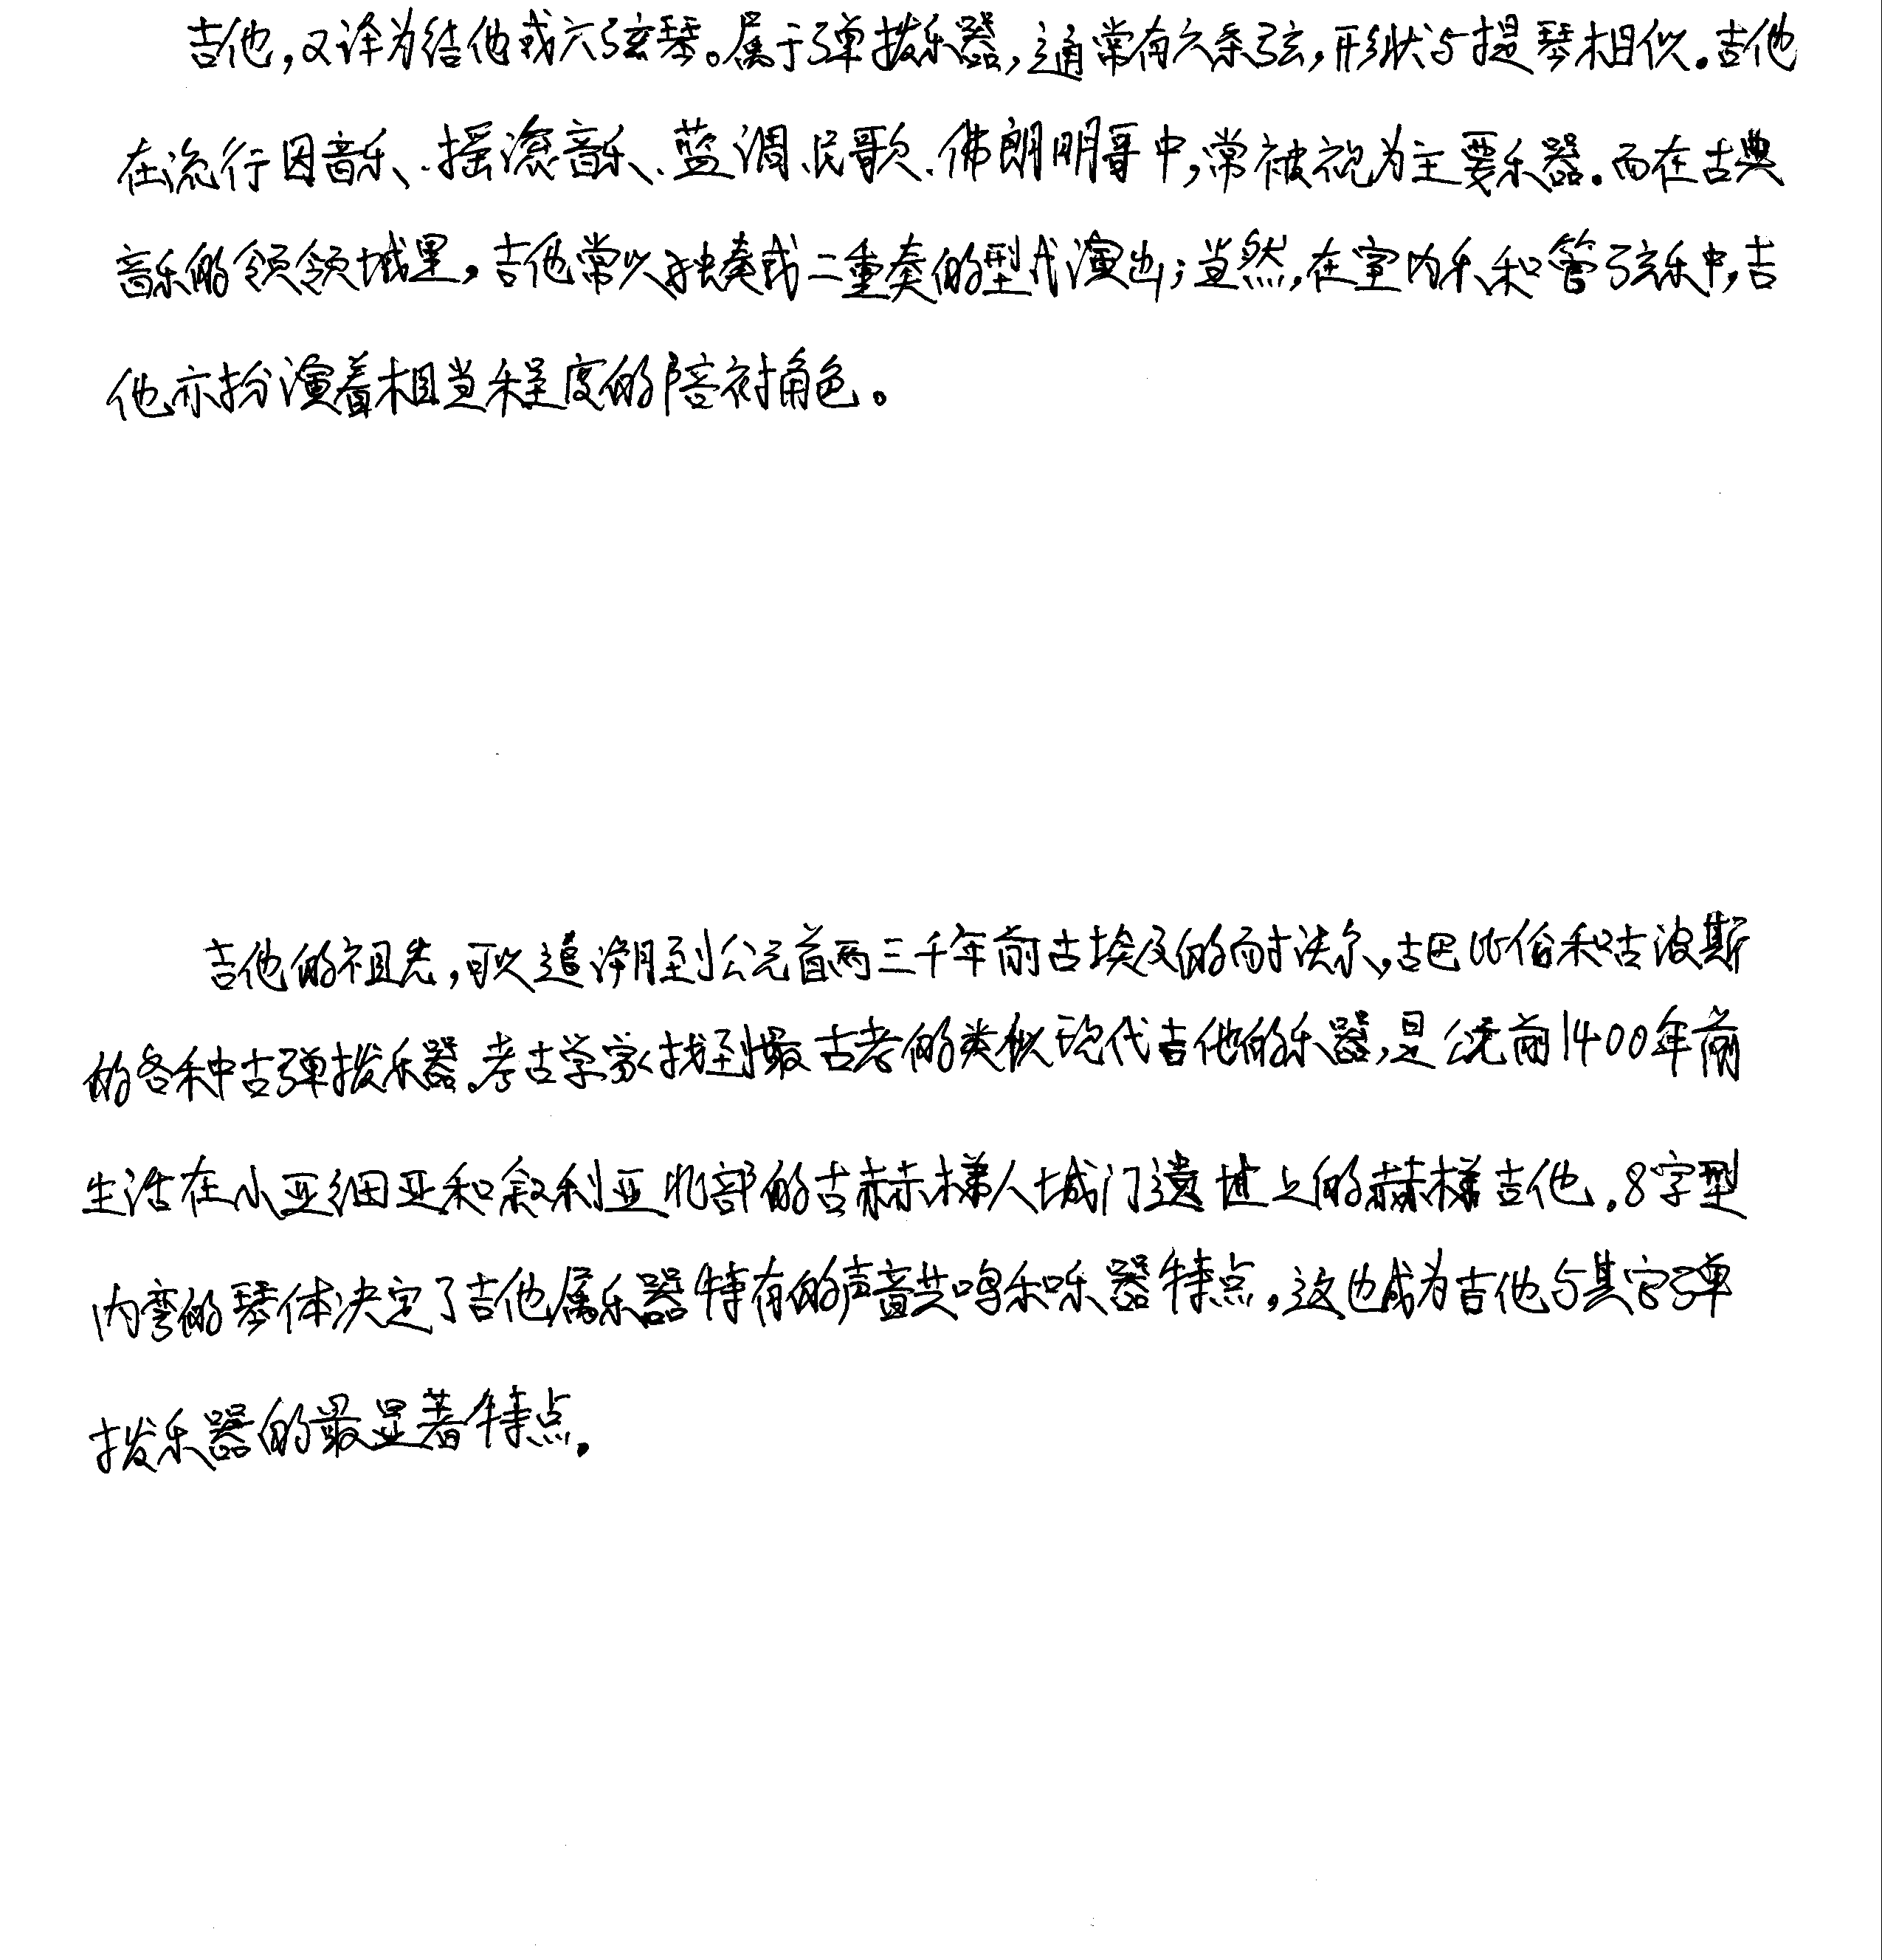 吉他，又译为结他或六弦琴。属于弹拨乐器，通常有六条弦，形状与提琴相似。吉他
在流行因音乐、摇滚音乐、蓝调、民歌、佛朗明哥中，常被视为主要乐器。而在古典
音乐的领领域里，吉他常以独奏或二重奏的型式演出；当然，在室内乐和管弦乐中，吉
他亦扮演着相当程度的陪衬角色。
吉他的祖先，可以追溯到公元首两三千年前古埃及的耐法尔，古巴比伯和古波斯
的各种古弹拨乐器。考古学家找到最古老的类似现代吉他的乐器，是公元前1400年前
生活在小亚细亚和叙利亚北部的古赫梯人城门遗址上的赫梯吉他。8字型
内弯的琴体决定了吉他属乐器特有的声音共鸣和乐器特点，这也成为吉他与其它弹
拨乐器的最显著特点。